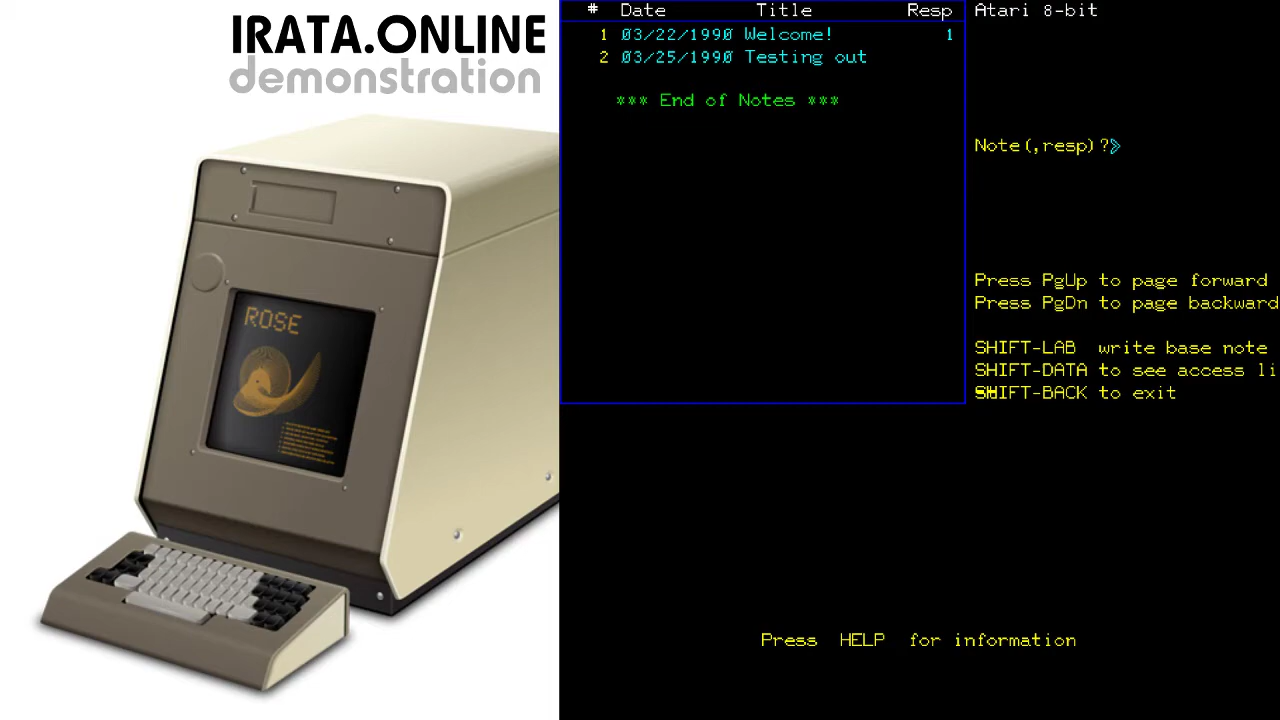 IRATA.ONLINE
demonstration
ROSE
# Date Title Resp
1 03/22/1990 Welcome! 1
2 03/25/1990 Testing out
*** End of Notes ***
Atari 8-bit
Note(,resp)?>
Press PgUp to page forward
Press PgDn to page backward
SHIFT-LAB write base note
SHIFT-DATA to see access li
SHIFT-BACK to exit
Press HELP for information